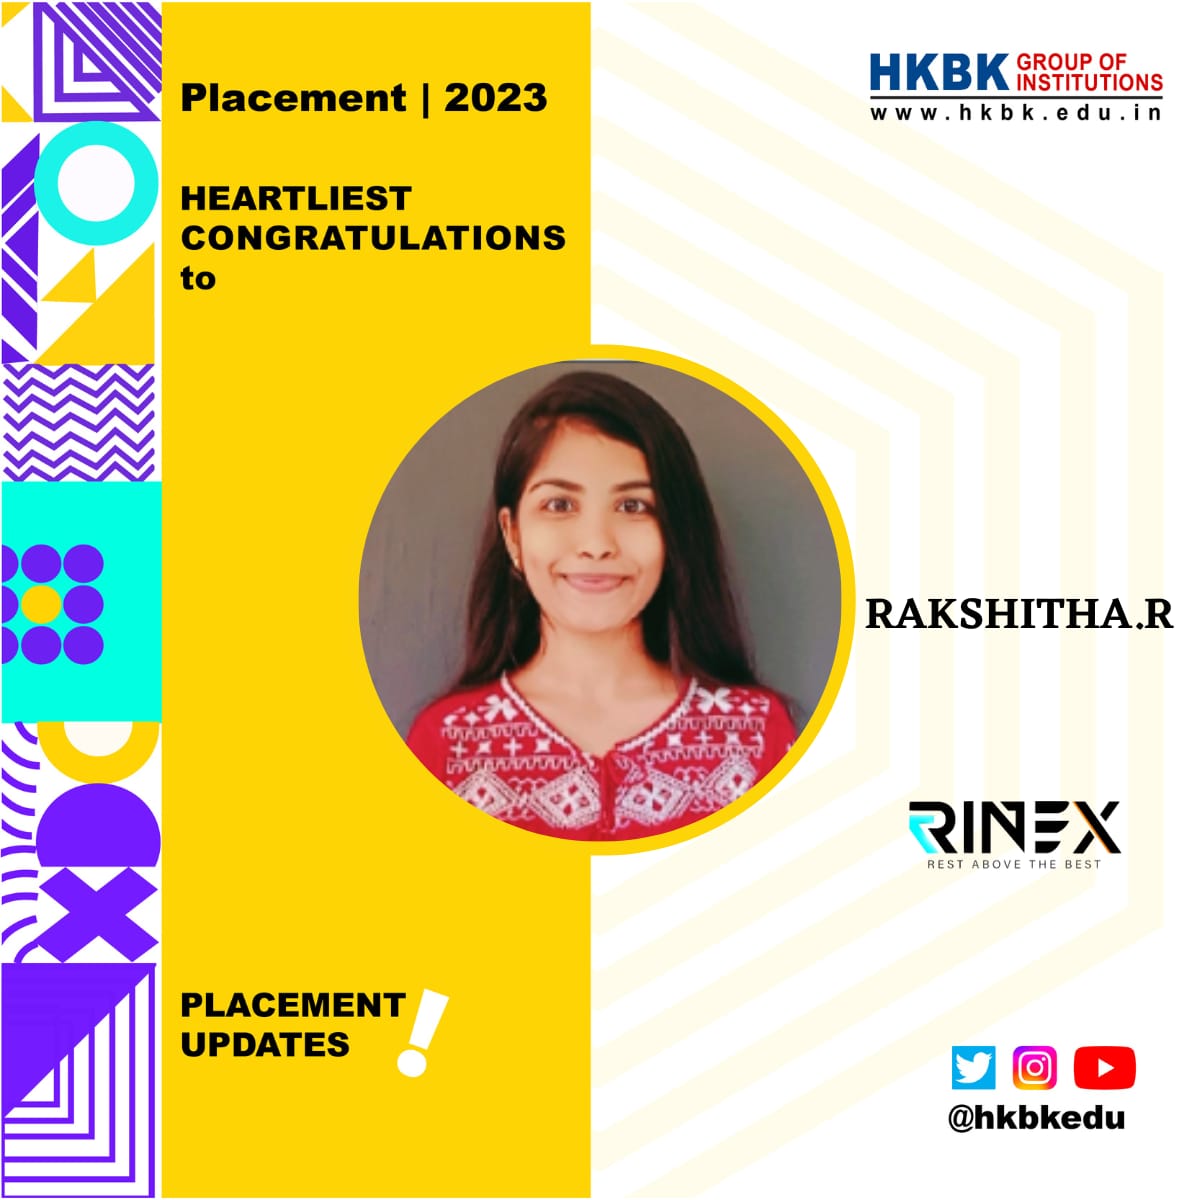 Placement | 2023
HKBK GROUP OF INSTITUTIONS
www.hkbk.edu.in
HEARTLIEST
CONGRATULATIONS
to
RAKSHITHA.R
RINEX
REST ABOVE THE BEST
PLACEMENT
UPDATES !
@hkbkedu